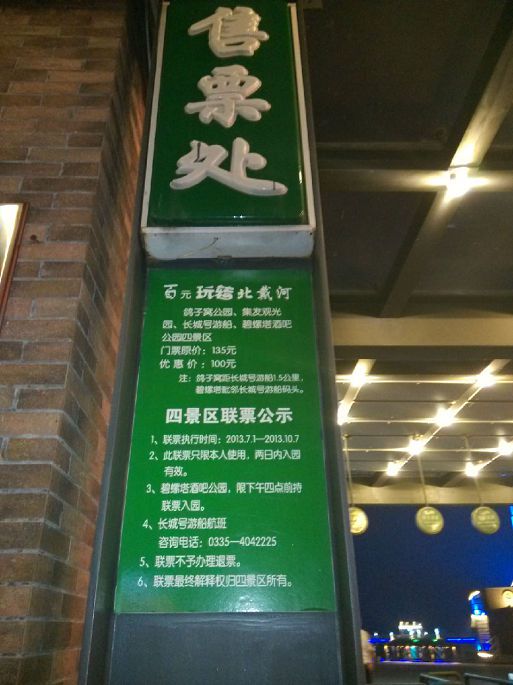 售票处
百元玩转北戴河
鸽子窝公园、集发观光
园、长城号游船、碧螺塔酒吧
公园四景区
门票原价：135元
优惠价：100元
注：鸽子窝距长城号游船1.5公里，
碧螺塔毗邻长城号游船码头。
四景区联票公示
1、联票执行时间：2013.7.1—2013.10.7
2、此联票只限本人使用，两日内入园
有效。
3、碧螺塔酒吧公园，限下午四点前持
联票入园。
4、长城号游船航班
咨询电话：0335-4042225
5、联票不予办理退票。
6、联票最终解释权归四景区所有。